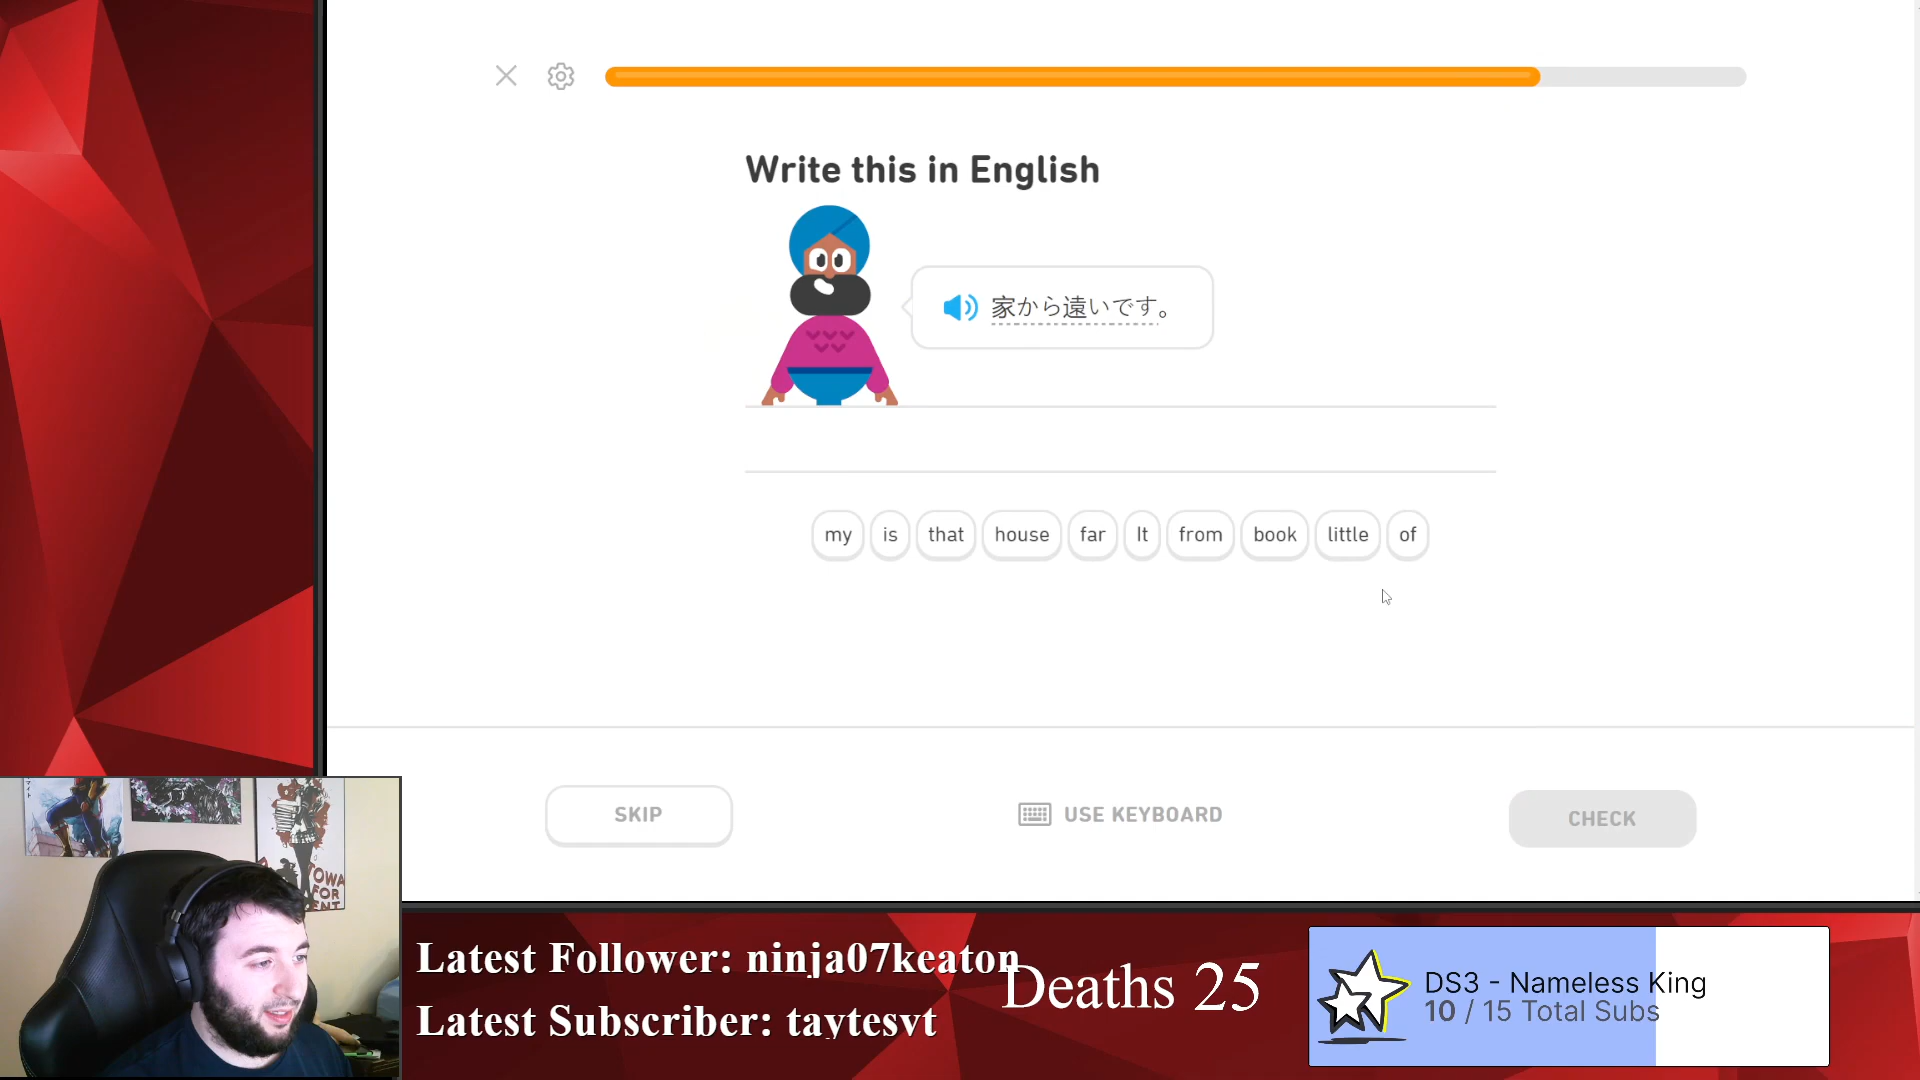 Write this in English
家から遠いです。
my is that house far It from book little of
SKIP
USE KEYBOARD
CHECK
Latest Follower: ninja07keaton
Latest Subscriber: taytesvt
Deaths 25
DS3 - Nameless King
10 / 15 Total Subs